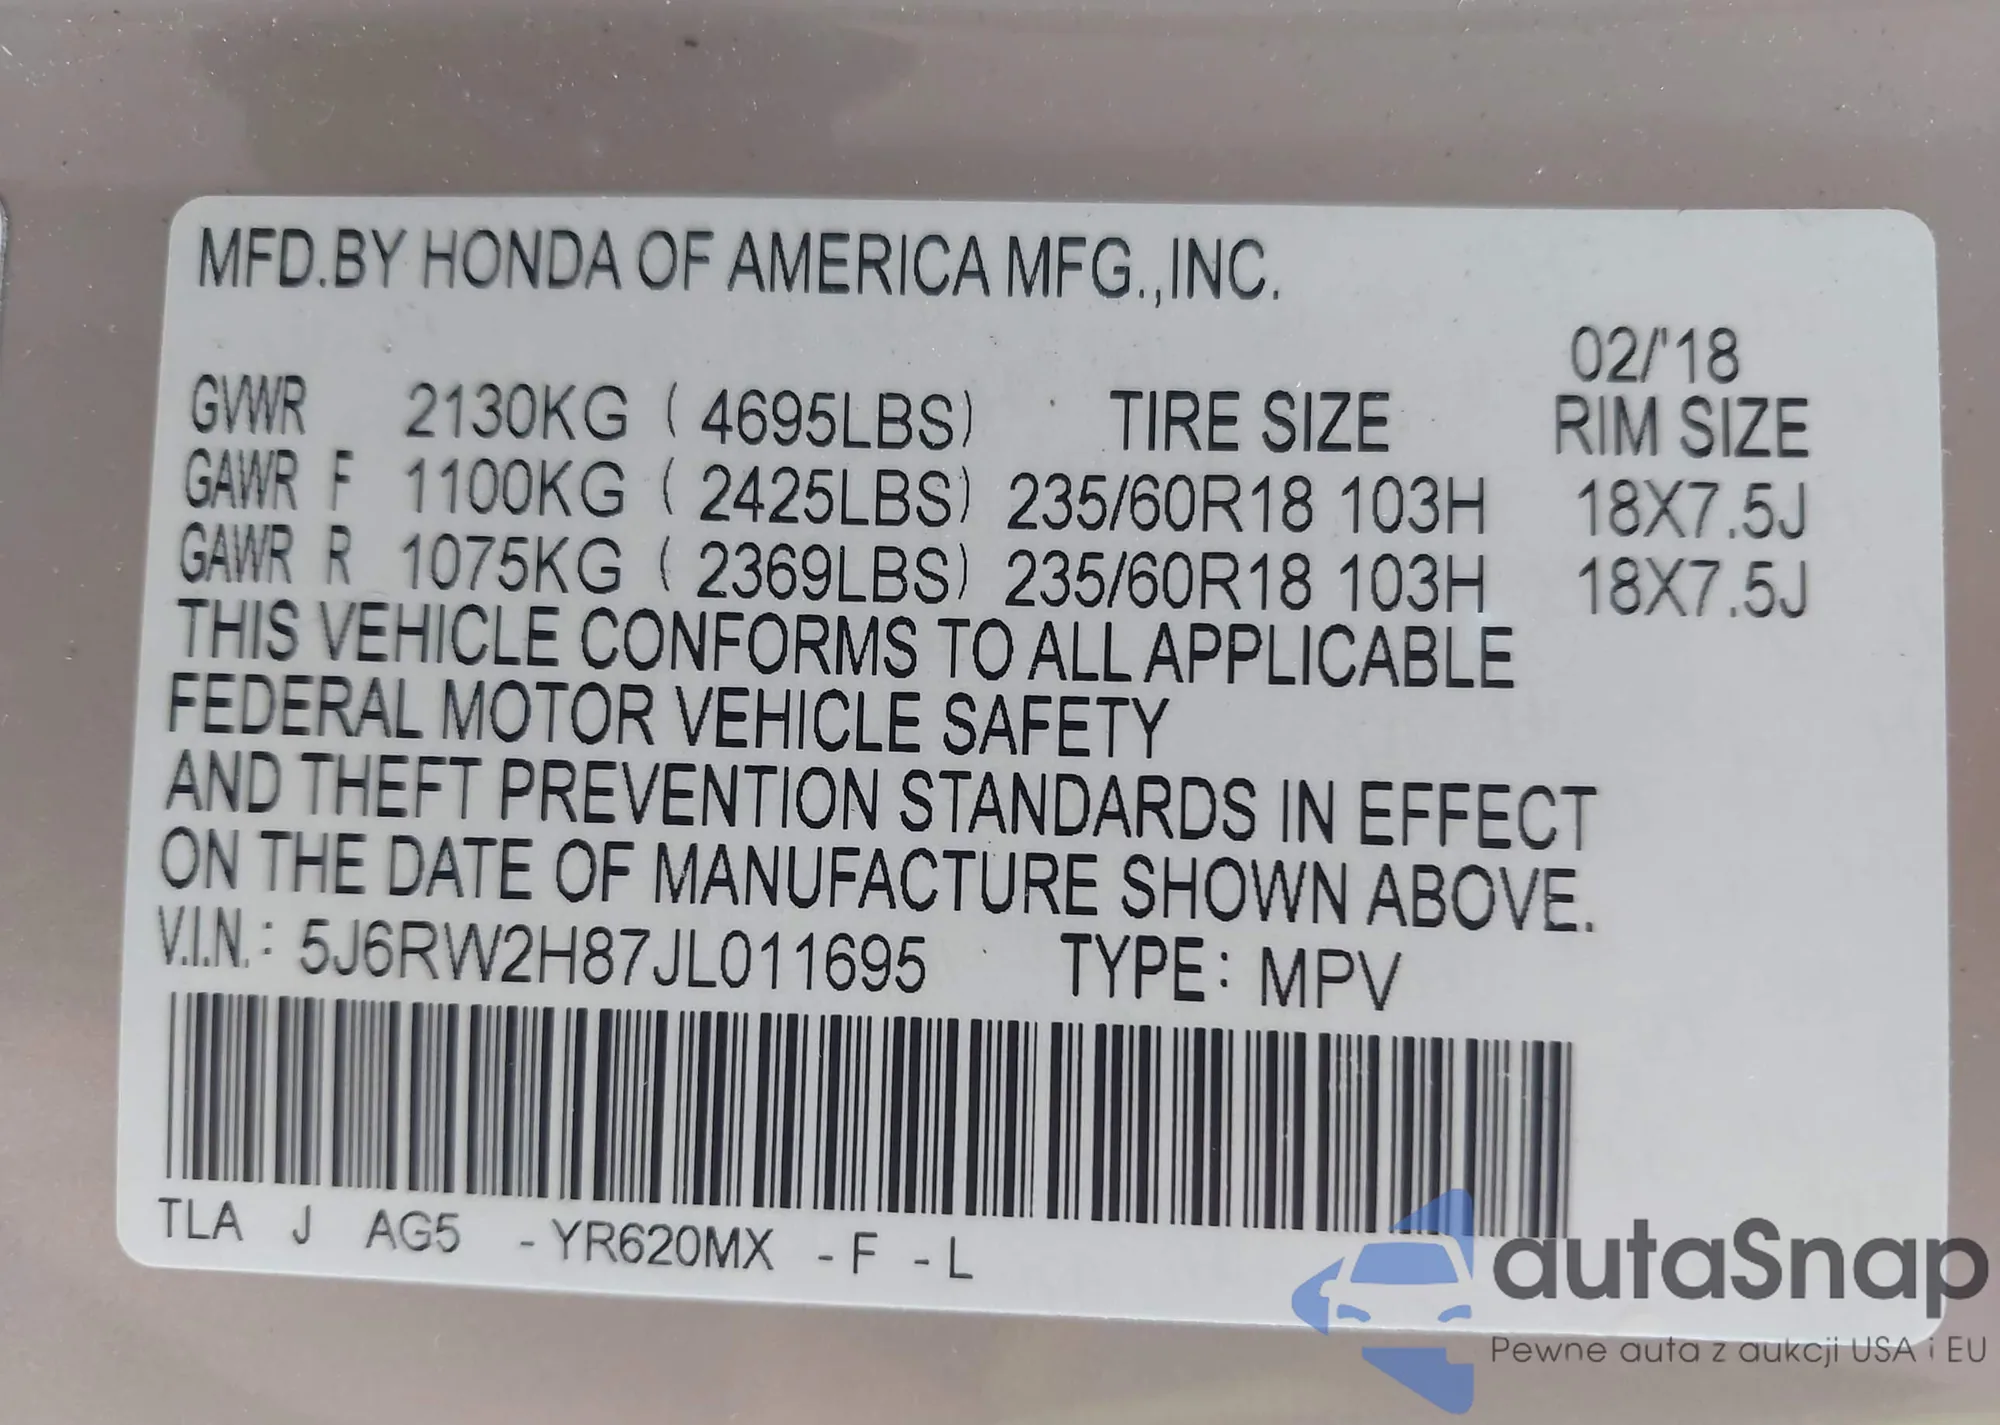 MFD.BY HONDA OF AMERICA MFG.,INC.
02/'18
GVWR 2130KG ( 4695LBS) TIRE SIZE RIM SIZE
GAWR F 1100KG ( 2425LBS) 235/60R18 103H 18X7.5J
GAWR R 1075KG ( 2369LBS) 235/60R18 103H 18X7.5J
THIS VEHICLE CONFORMS TO ALL APPLICABLE
FEDERAL MOTOR VEHICLE SAFETY
AND THEFT PREVENTION STANDARDS IN EFFECT
ON THE DATE OF MANUFACTURE SHOWN ABOVE.
V.I.N.: 5J6RW2H87JL011695 TYPE: MPV
TLA J AG5 - YR620MX - F - L
autaSnap
Pewne auta z aukcji USA i EU